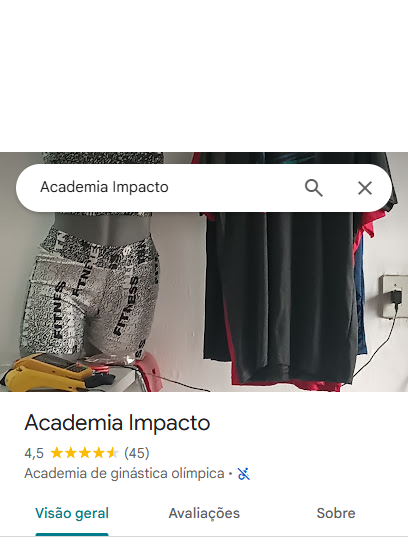 Academia Impacto
FITNESS
FITNESS
FITNESS
Academia Impacto
4,5 (45)
Academia de ginástica olímpica ·
Visão geral Avaliações Sobre